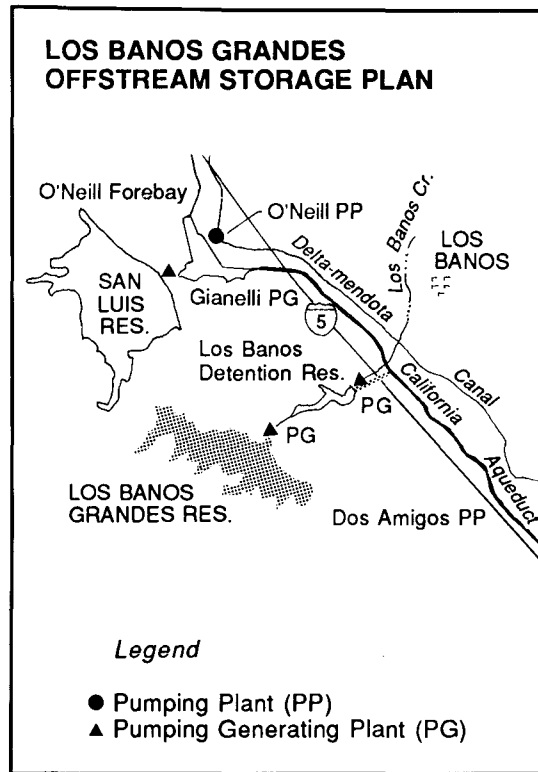 LOS BANOS GRANDES
OFFSTREAM STORAGE PLAN
O'Neill Forebay
O'Neill PP
Los Banos Cr.
LOS
BANOS
Delta-mendota
Canal
SAN
LUIS
RES.
Gianelli PG
5
Los Banos
Detention Res.
PG
California
Aqueduct
PG
LOS BANOS
GRANDES RES.
Dos Amigos PP
Legend
● Pumping Plant (PP)
▲ Pumping Generating Plant (PG)